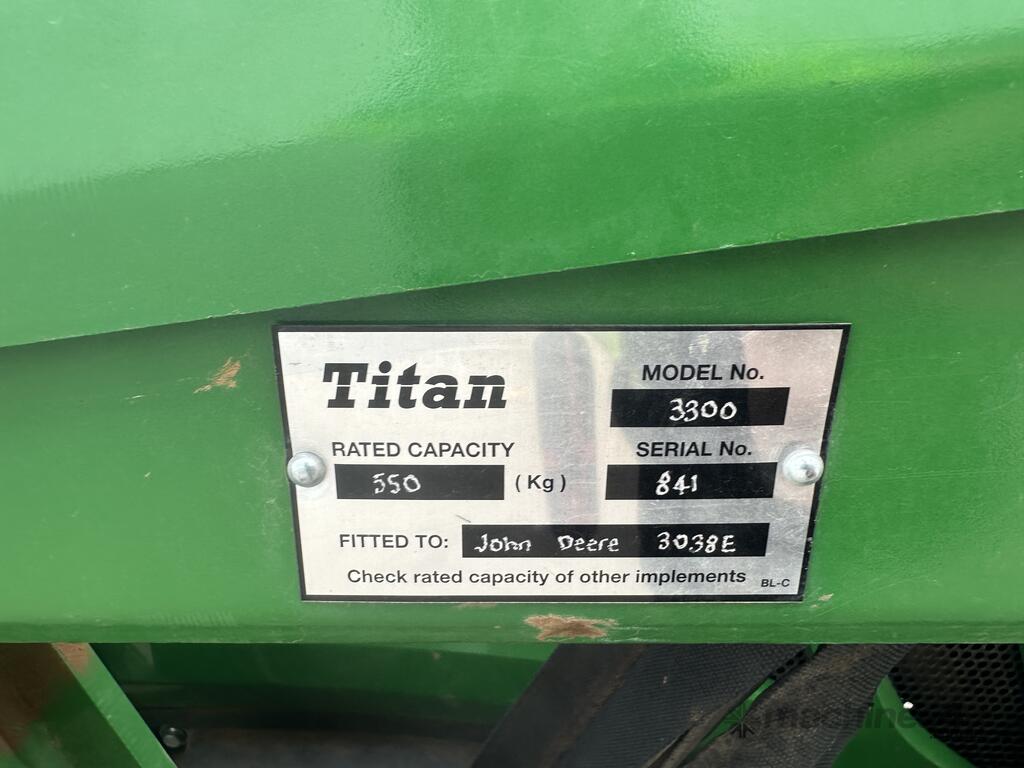 Titan
MODEL No.
3300
RATED CAPACITY
550 (Kg)
SERIAL No.
841
FITTED TO: John Deere 3038E
Check rated capacity of other implements
BL-C
machine